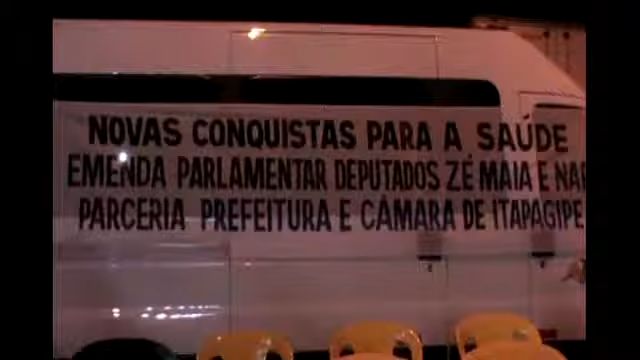 NOVAS CONQUISTAS PARA A SAÚDE
EMENDA PARLAMENTAR DEPUTADOS ZÉ MAIA E
PARCERIA PREFEITURA E CÂMARA DE ITAPAGIPE